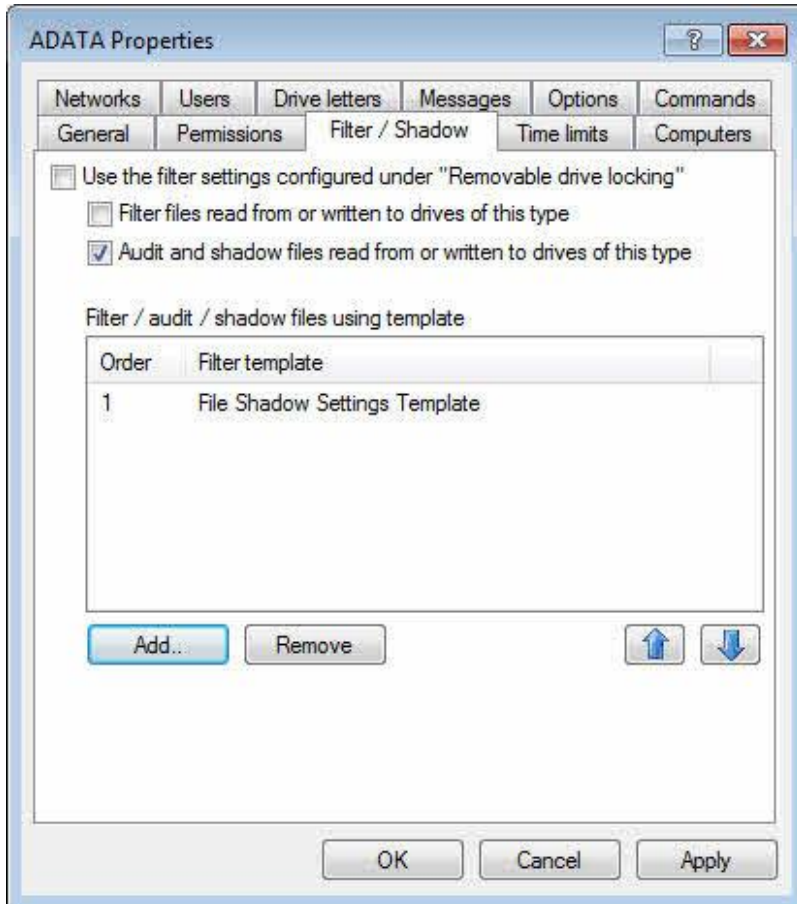 ADATA Properties
Networks Users Drive letters Messages Options Commands
General Permissions Filter / Shadow Time limits Computers
Use the filter settings configured under "Removable drive locking"
Filter files read from or written to drives of this type
Audit and shadow files read from or written to drives of this type
Filter / audit / shadow files using template
Order Filter template
1 File Shadow Settings Template
Add.. Remove
OK Cancel Apply